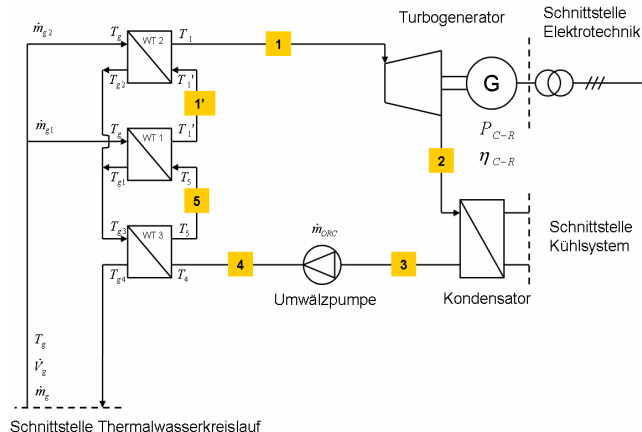 Turbogenerator
Schnittstelle
Elektrotechnik
ṁg2
Tg
WT 2
T1
1
Tg2
T1'
1'
G
PC-R
ηC-R
ṁg1
Tg
WT 1
T1'
2
Tg1
T5
5
Tg3
WT 3
T5
ṁORC
Schnittstelle
Kühlsystem
Tg4
T4
4
3
Umwälzpumpe
Kondensator
Tg
V̇g
ṁg
Schnittstelle Thermalwasserkreislauf